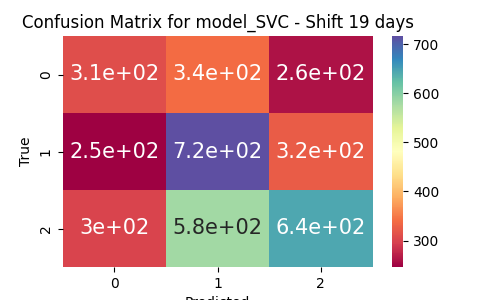 Confusion Matrix for model_SVC - Shift 19 days
0 3.1e+02 3.4e+02 2.6e+02
1 2.5e+02 7.2e+02 3.2e+02
2 3e+02 5.8e+02 6.4e+02
True
0 1 2
Predicted
700
600
500
400
300